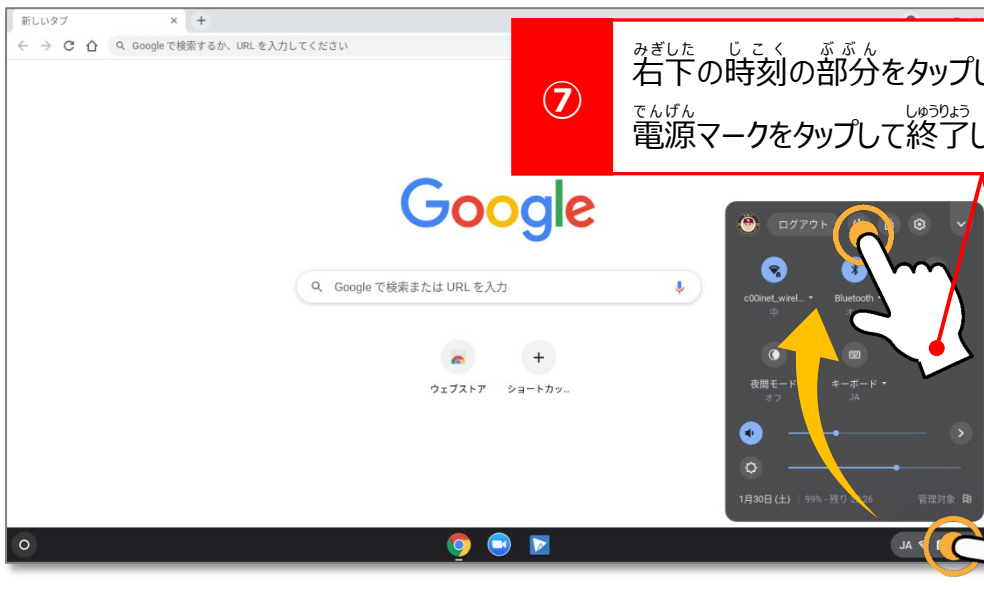 新しいタブ
Google で検索するか、URL を入力してください
⑦
みぎした じこく ぶぶん
右下の時刻の部分をタップし
でんげん しゅうりょう
電源マークをタップして終了し
Google
Google で検索または URL を入力
ウェブストア ショートカッ...
ログアウト
c00inet_wirel... Bluetooth
中
夜間モード キーボード
オフ JA
1月30日 (土) 99% - 残り
管理対象
JA